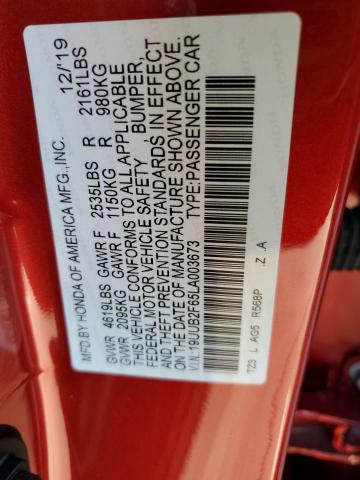 MFD BY HONDA OF AMERICA MFG.,INC. 12/'19
GVWR 4619LBS GAWR F 2535LBS R 2161LBS
GVWR 2095KG GAWR F 1150KG R 980KG
THIS VEHICLE CONFORMS TO ALL APPLICABLE
FEDERAL MOTOR VEHICLE SAFETY BUMPER,
AND THEFT PREVENTION STANDARDS IN EFFECT
ON THE DATE OF MANUFACTURE SHOWN ABOVE.
V.I.N.:19UUB2F65LA003673 TYPE:PASSENGER CAR
TZ3 L AG5 R568P .Z .A